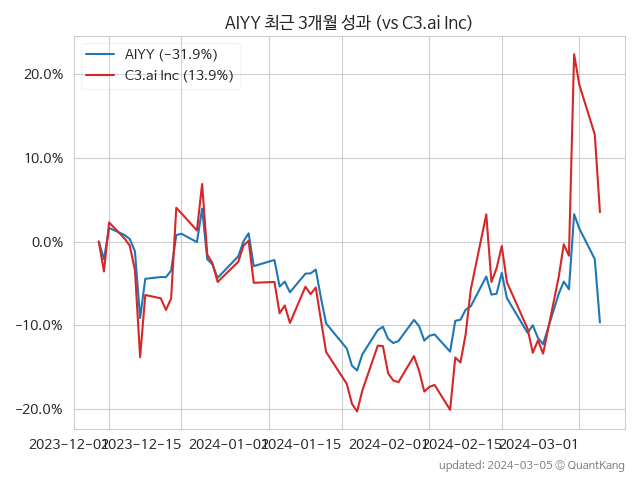 AIYY 최근 3개월 성과 (vs C3.ai Inc)
AIYY (-31.9%)
C3.ai Inc (13.9%)
20.0%
10.0%
0.0%
-10.0%
-20.0%
2023-12-01 2023-12-15 2024-01-01 2024-01-15 2024-02-01 2024-02-15 2024-03-01
updated: 2024-03-05 © QuantKang